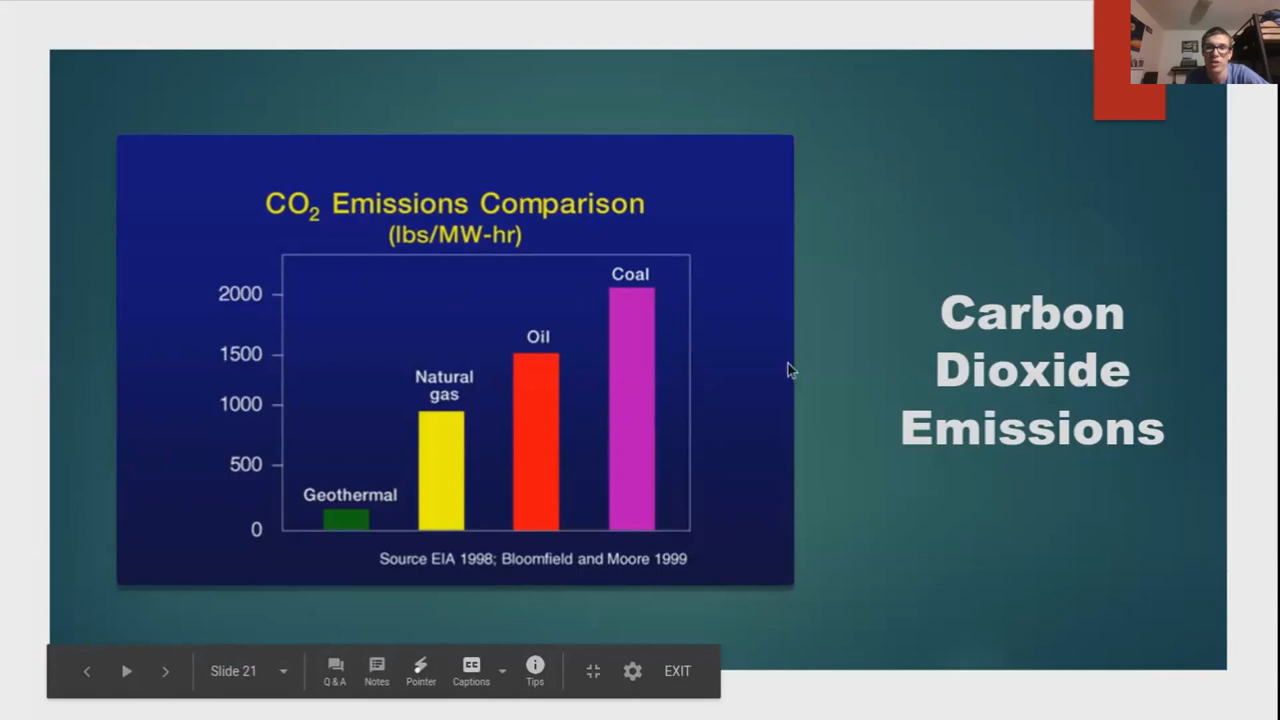 CO₂ Emissions Comparison
(lbs/MW-hr)
2000
1500
1000
500
0
Geothermal
Natural
gas
Oil
Coal
Source EIA 1998; Bloomfield and Moore 1999
Carbon
Dioxide
Emissions
Slide 21
Q & A
Notes
Pointer
CC
Captions
Tips
EXIT